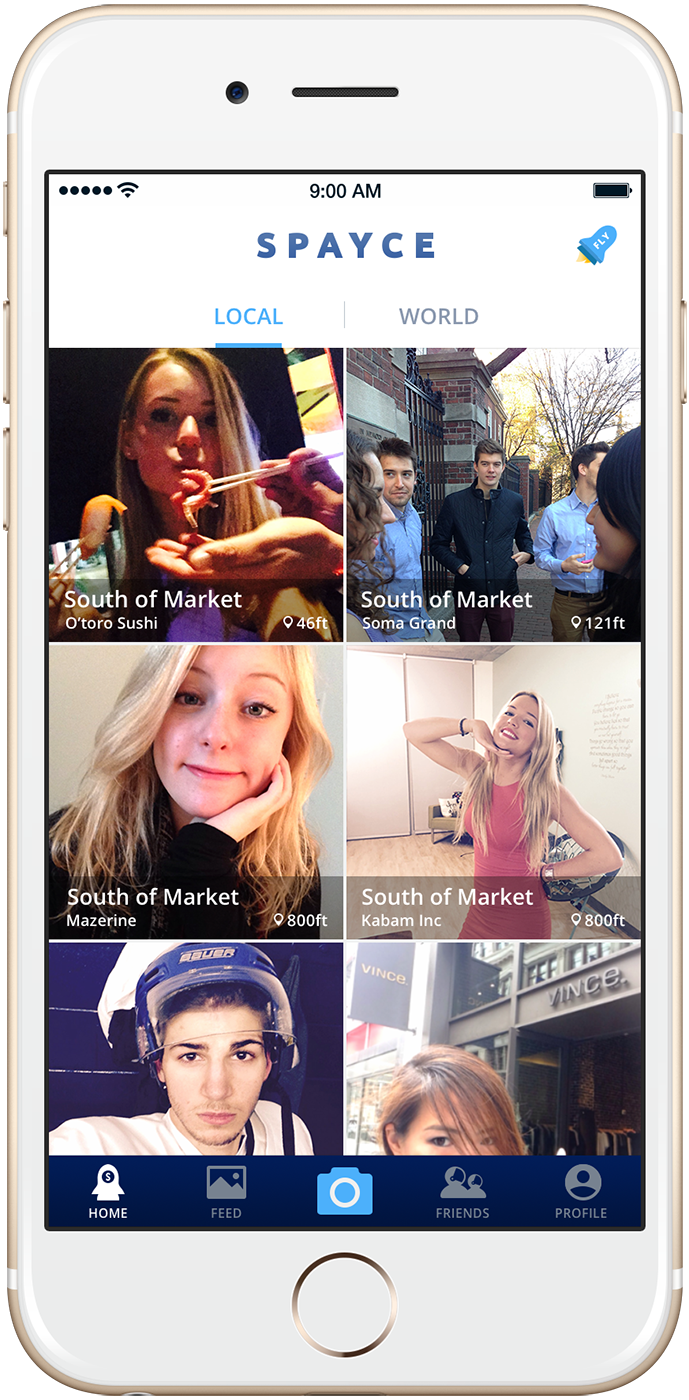 9:00 AM
SPAYCE
FLY
LOCAL
WORLD
South of Market
O'toro Sushi
46ft
South of Market
Soma Grand
121ft
South of Market
Mazerine
800ft
South of Market
Kabam Inc
800ft
BAUER
VINCE.
VINCE.
S
HOME
FEED
FRIENDS
PROFILE